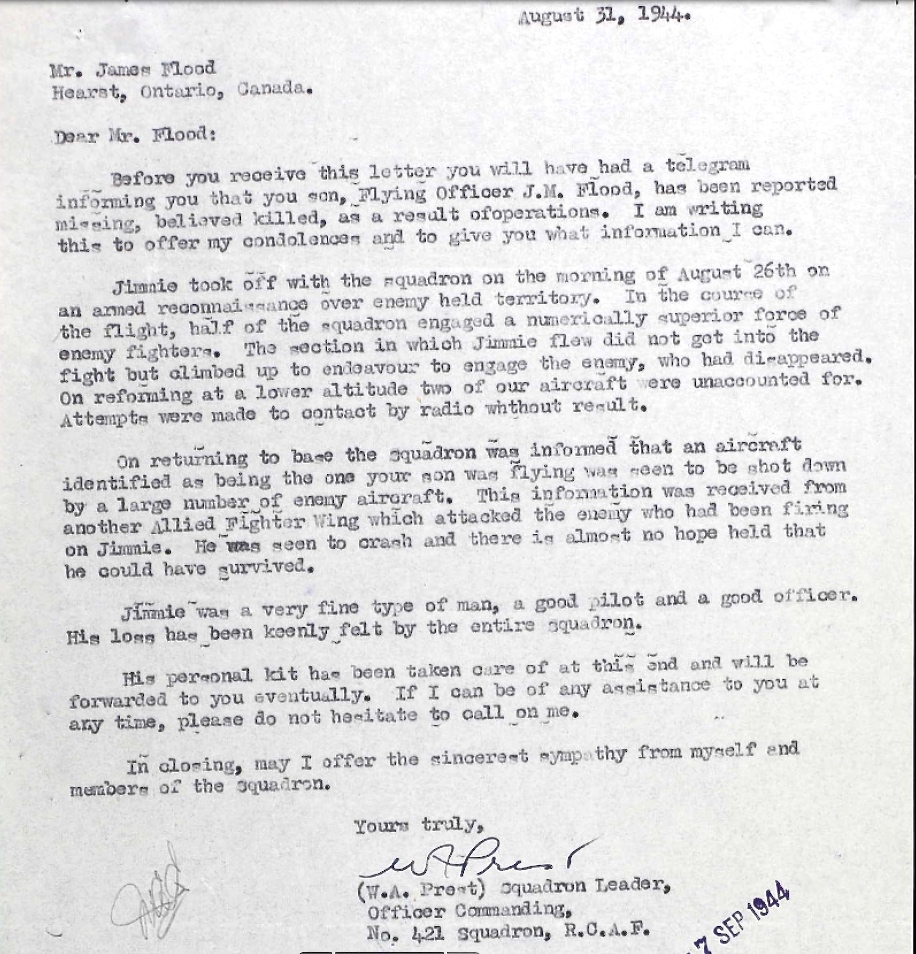 August 31, 1944.
Mr. James Flood
Hearst, Ontario, Canada.
Dear Mr. Flood:
Before you receive this letter you will have had a telegram
informing you that you son, Flying Officer J.M. Flood, has been reported
missing, believed killed, as a result ofoperations. I am writing
this to offer my condolences and to give you what information I can.
Jimmie took off with the squadron on the morning of August 26th on
an armed reconnaissance over enemy held territory. In the course of
the flight, half of the squadron engaged a numerically superior force of
enemy fighters. The section in which Jimmie flew did not get into the
fight but climbed up to endeavour to engage the enemy, who had disappeared.
On reforming at a lower altitude two of our aircraft were unaccounted for.
Attempts were made to contact by radio whthout result.
On returning to base the squadron was informed that an aircraft
identified as being the one your son was flying was seen to be shot down
by a large number of enemy aircraft. This information was received from
another Allied Fighter Wing which attacked the enemy who had been firing
on Jimmie. He was seen to crash and there is almost no hope held that
he could have survived.
Jimmie was a very fine type of man, a good pilot and a good officer.
His loss has been keenly felt by the entire squadron.
His personal kit has been taken care of at this end and will be
forwarded to you eventually. If I can be of any assistance to you at
any time, please do not hesitate to call on me.
In closing, may I offer the sincerest sympathy from myself and
members of the squadron.
Yours truly,
W A Prest
(W.A. Prest) Squadron Leader,
Officer Commanding,
No. 421 Squadron, R.C.A.F.
7 SEP 1944